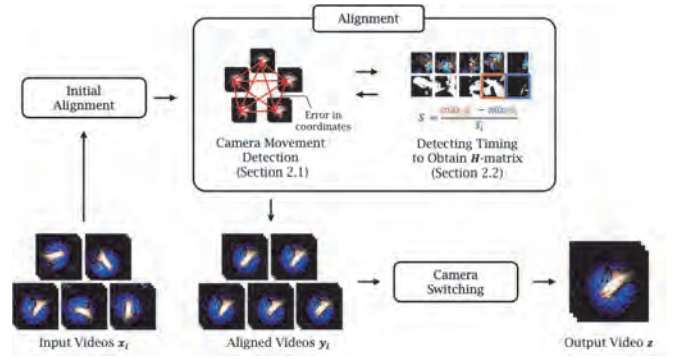 Alignment
Initial
Alignment
Error in
coordinates
Camera Movement
Detection
(Section 2.1)
S =
Detecting Timing
to Obtain H-matrix
(Section 2.2)
Camera
Switching
Input Videos xᵢ
Aligned Videos yᵢ
Output Video z